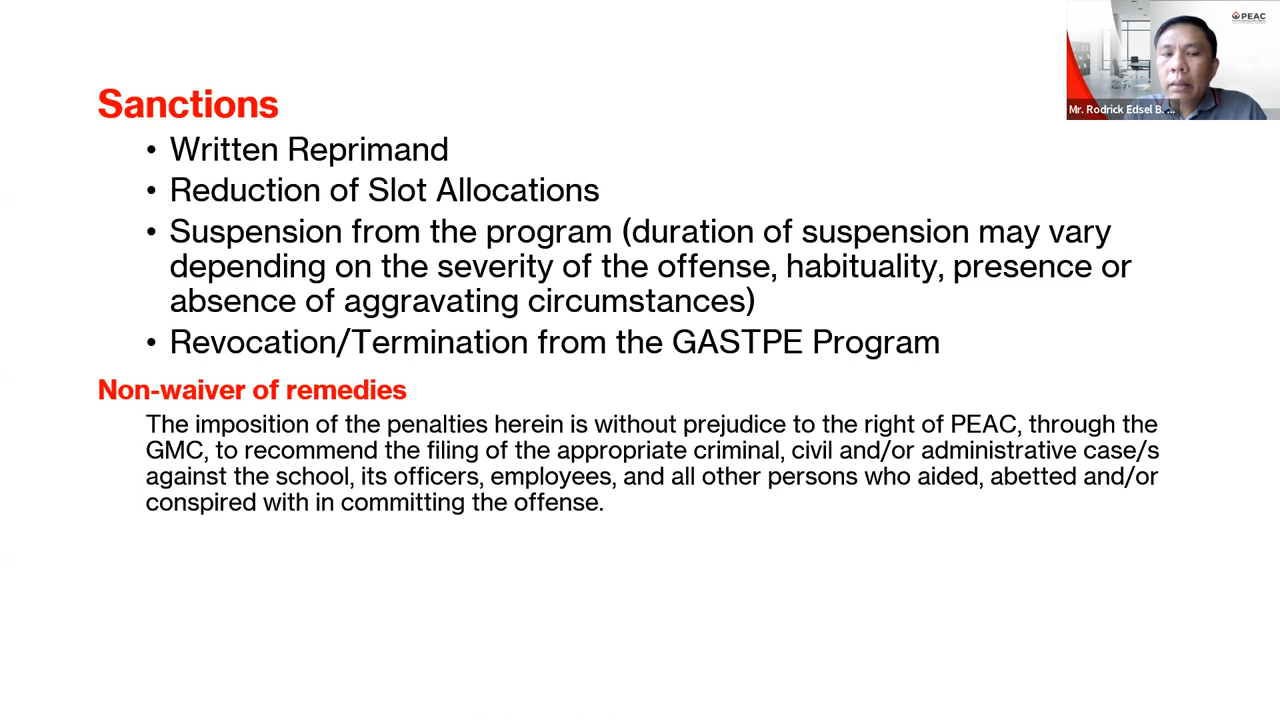 PEAC
Mr. Rodrick Edsel B. ...
Sanctions
• Written Reprimand
• Reduction of Slot Allocations
• Suspension from the program (duration of suspension may vary
depending on the severity of the offense, habituality, presence or
absence of aggravating circumstances)
• Revocation/Termination from the GASTPE Program
Non-waiver of remedies
The imposition of the penalties herein is without prejudice to the right of PEAC, through the
GMC, to recommend the filing of the appropriate criminal, civil and/or administrative case/s
against the school, its officers, employees, and all other persons who aided, abetted and/or
conspired with in committing the offense.